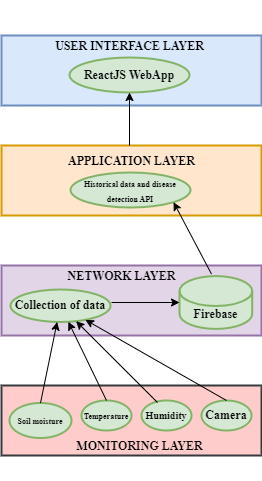 USER INTERFACE LAYER
ReactJS WebApp
APPLICATION LAYER
Historical data and disease
detection API
NETWORK LAYER
Collection of data
Firebase
Soil moisture
Temperature
Humidity
Camera
MONITORING LAYER